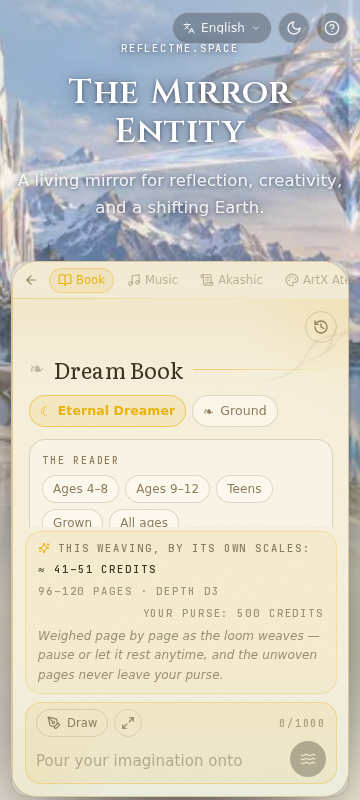 English
REFLECTME.SPACE
The Mirror
Entity
A living mirror for reflection, creativity,
and a shifting Earth.
Book Music Akashic ArtX Ate
Dream Book
Eternal Dreamer Ground
THE READER
Ages 4–8 Ages 9–12 Teens
Grown All ages
THIS WEAVING, BY ITS OWN SCALES:
≈ 41–51 CREDITS
96–120 PAGES · DEPTH D3
YOUR PURSE: 500 CREDITS
Weighed page by page as the loom weaves —
pause or let it rest anytime, and the unwoven
pages never leave your purse.
Draw 0/1000
Pour your imagination onto